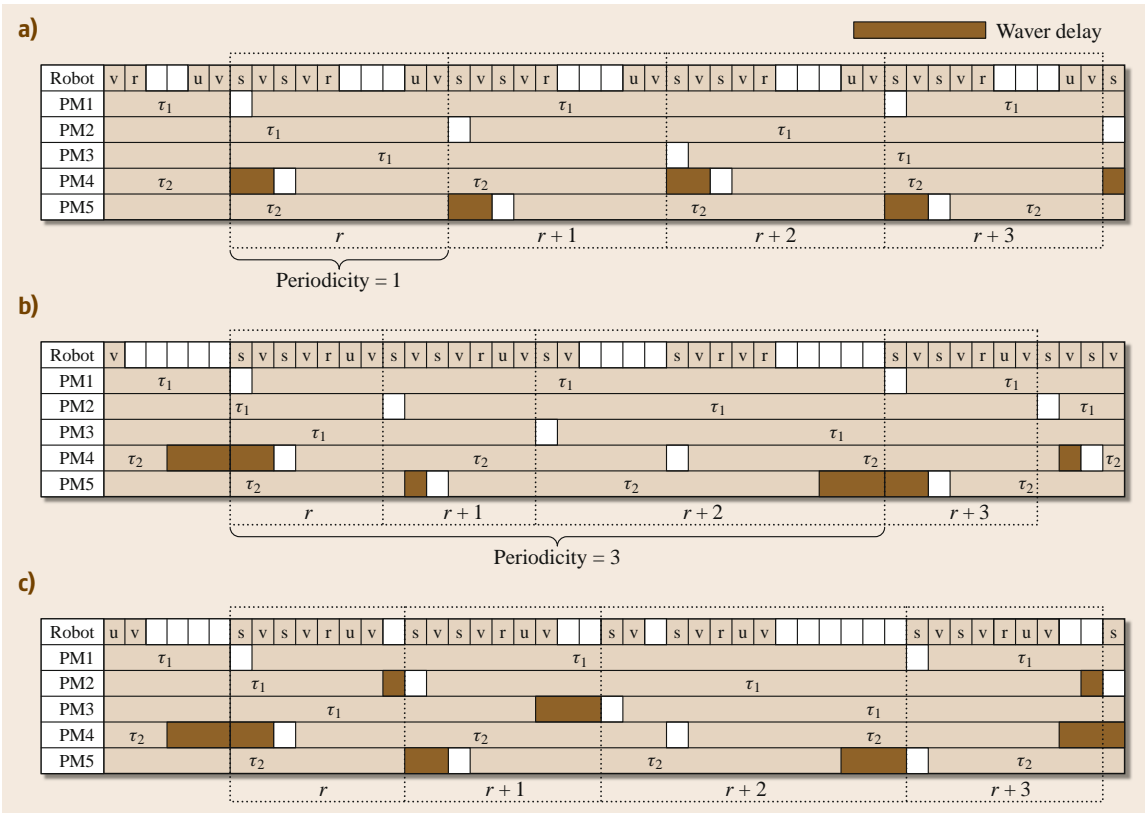 a)
Waver delay
Robot v r u v s v s v r u v s v s v r u v s v s v r u v s v s v r u v s
PM1 τ1 τ1 τ1
PM2 τ1 τ1
PM3 τ1 τ1
PM4 τ2 τ2 τ2
PM5 τ2 τ2 τ2
r r + 1 r + 2 r + 3
Periodicity = 1
b)
Robot v s v s v r u v s v s v r u v s v s v r v r s v s v r u v s v s v
PM1 τ1 τ1 τ1
PM2 τ1 τ1 τ1
PM3 τ1 τ1
PM4 τ2 τ2 τ2 τ2
PM5 τ2 τ2 τ2
r r + 1 r + 2 r + 3
Periodicity = 3
c)
Robot u v s v s v r u v s v s v r u v s v s v r u v s v s v r u v s
PM1 τ1 τ1 τ1
PM2 τ1 τ1
PM3 τ1 τ1
PM4 τ2 τ2 τ2
PM5 τ2 τ2 τ2
r r + 1 r + 2 r + 3